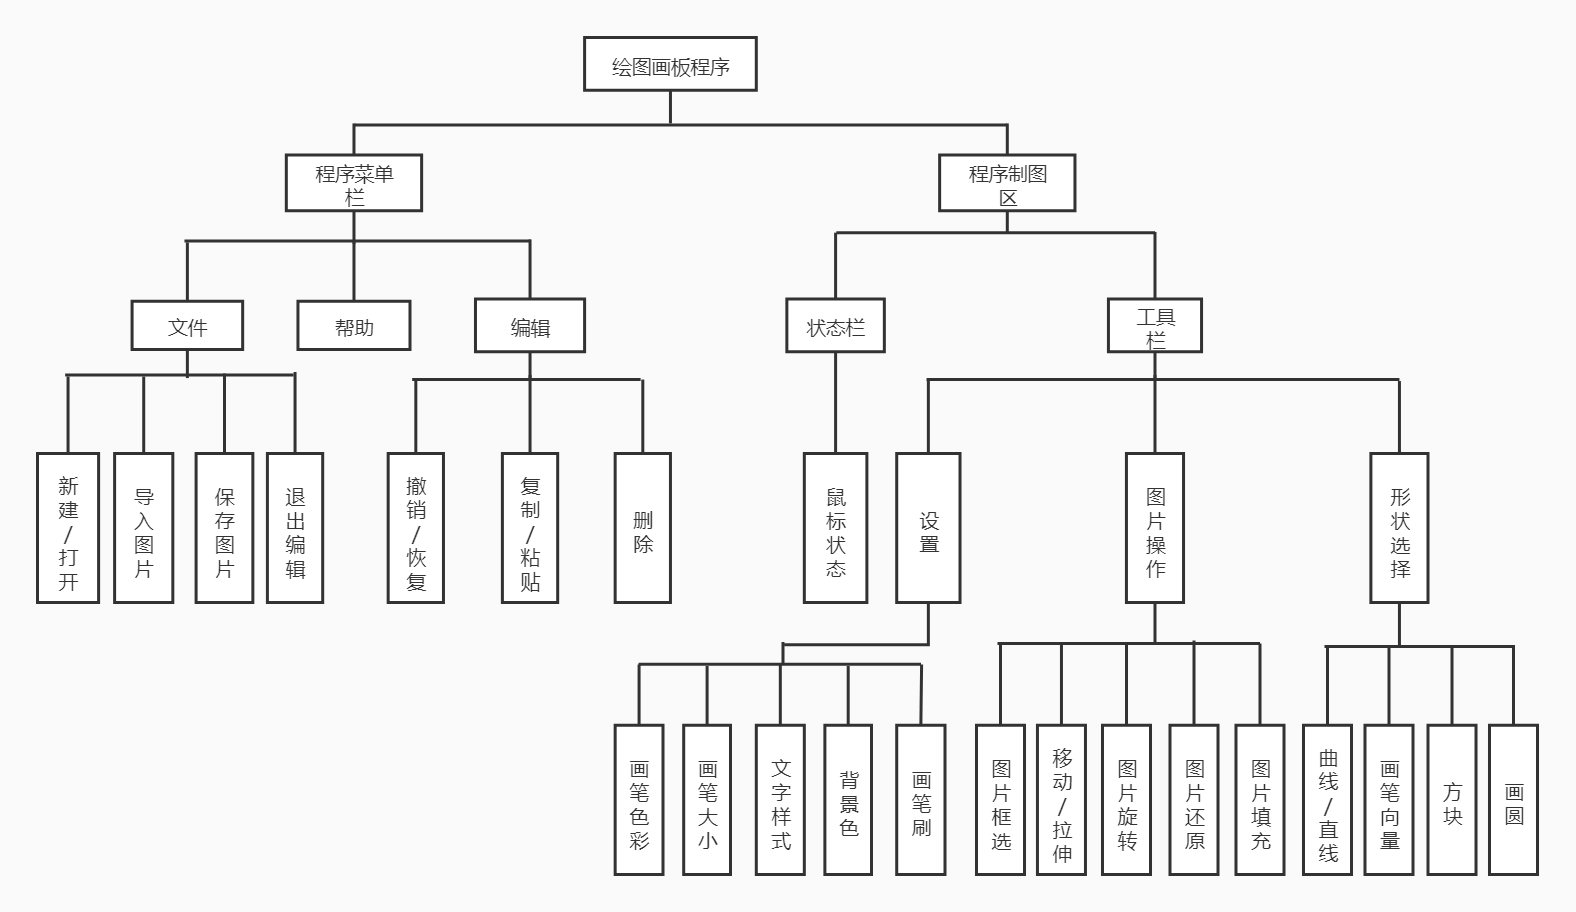 绘图画板程序
程序菜单
栏
程序制图
区
文件
帮助
编辑
状态栏
工具
栏
新建/打开
导入图片
保存图片
退出编辑
撤销/恢复
复制/粘贴
删除
鼠标状态
设置
图片操作
形状选择
画笔色彩
画笔大小
文字样式
背景色
画笔刷
图片框选
移动/拉伸
图片旋转
图片还原
图片填充
曲线/直线
画笔向量
方块
画圆